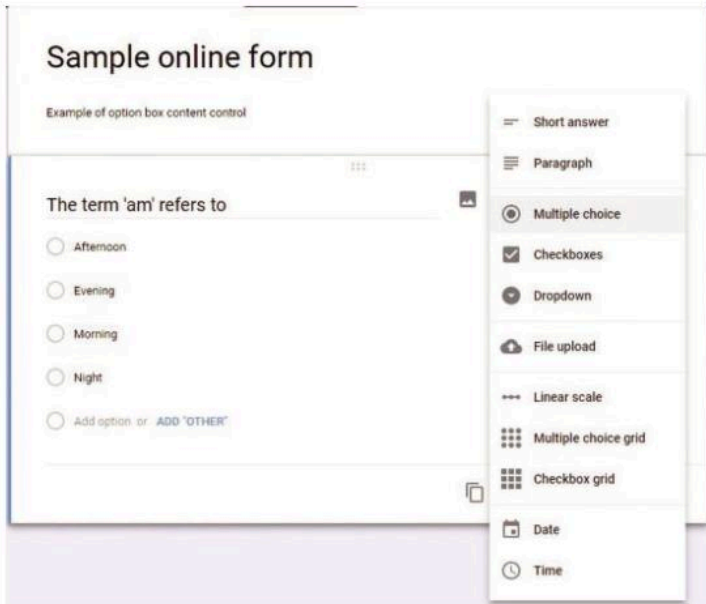 Sample online form
Example of option box content control
The term 'am' refers to
Afternoon
Evening
Morning
Night
Add option or ADD "OTHER"
Short answer
Paragraph
Multiple choice
Checkboxes
Dropdown
File upload
Linear scale
Multiple choice grid
Checkbox grid
Date
Time